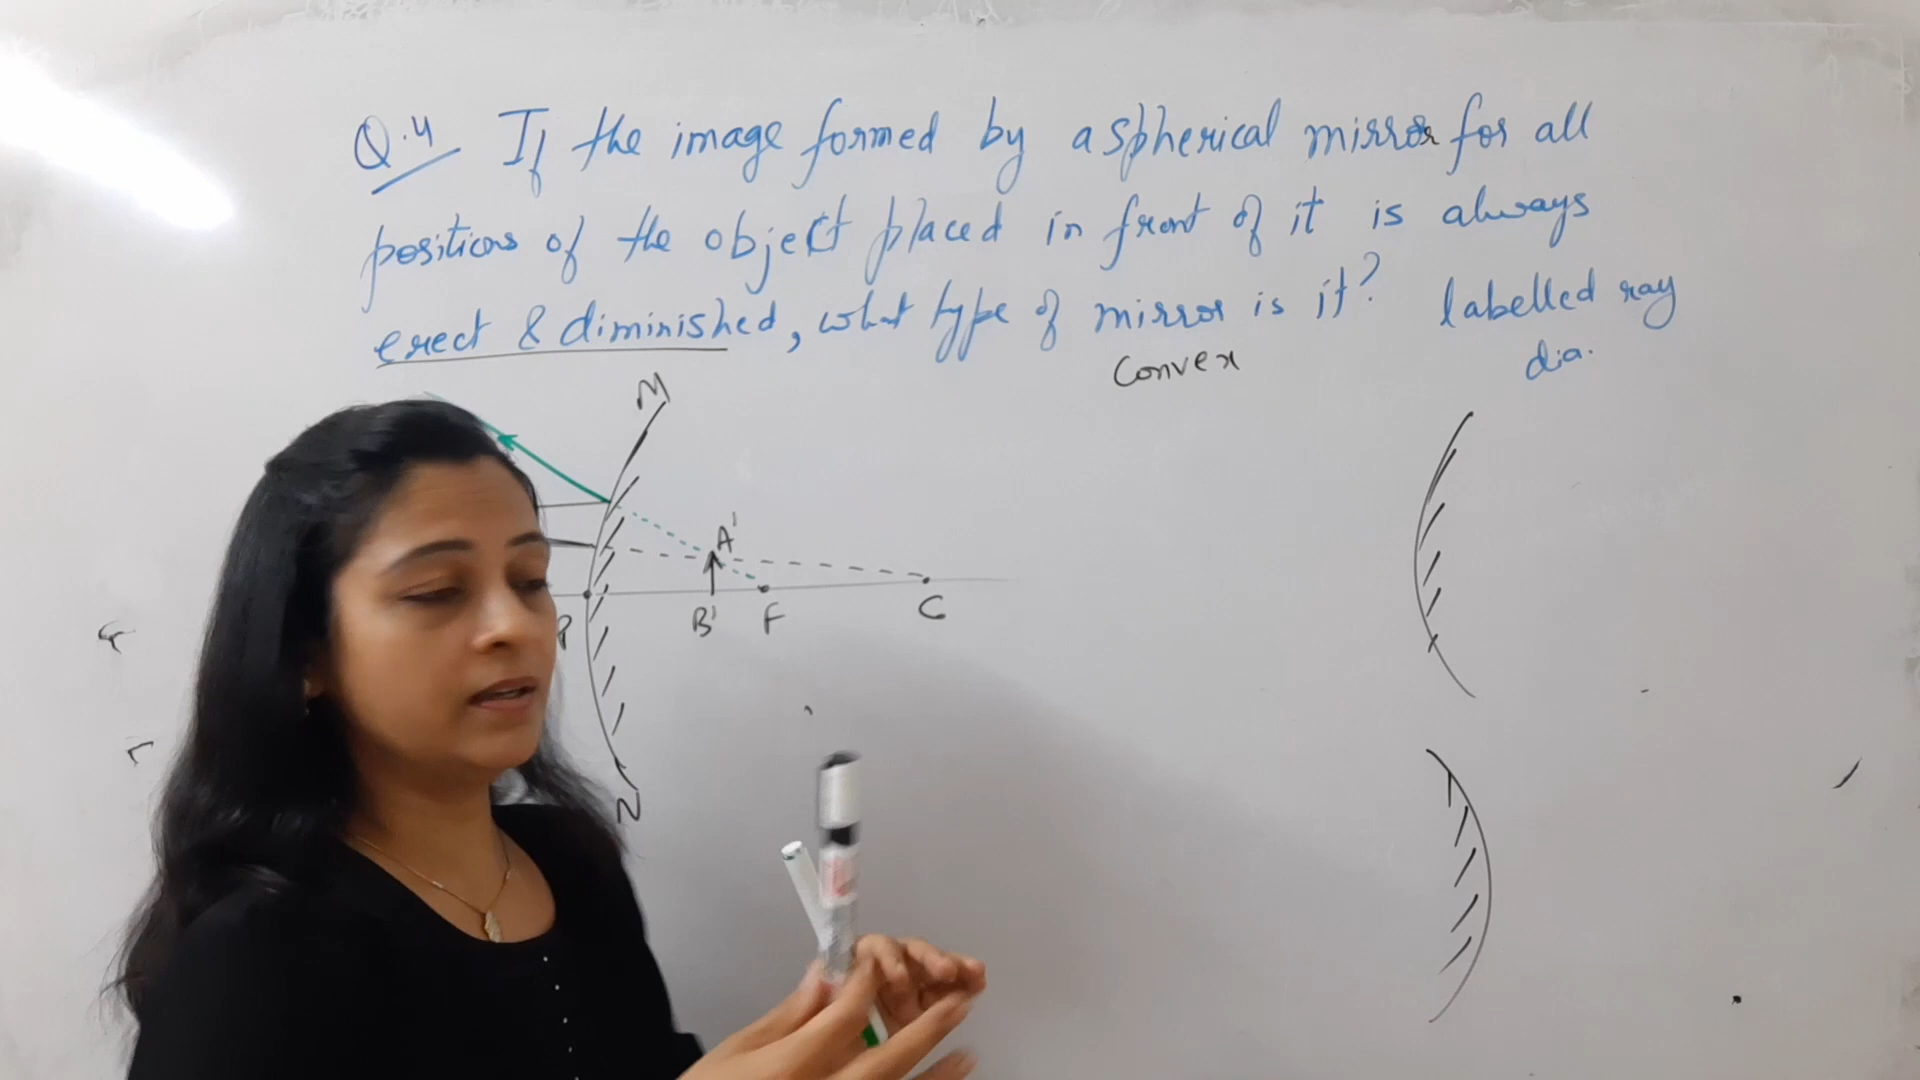 Q.4 If the image formed by a spherical mirror for all
positions of the object placed in front of it is always
erect & diminished, what type of mirror is it? labelled ray
dia.
Convex
M
A'
P B' F C
N